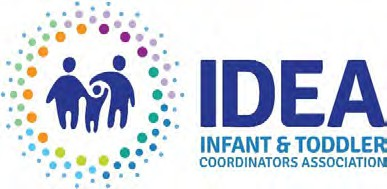 IDEA
INFANT & TODDLER
COORDINATORS ASSOCIATION